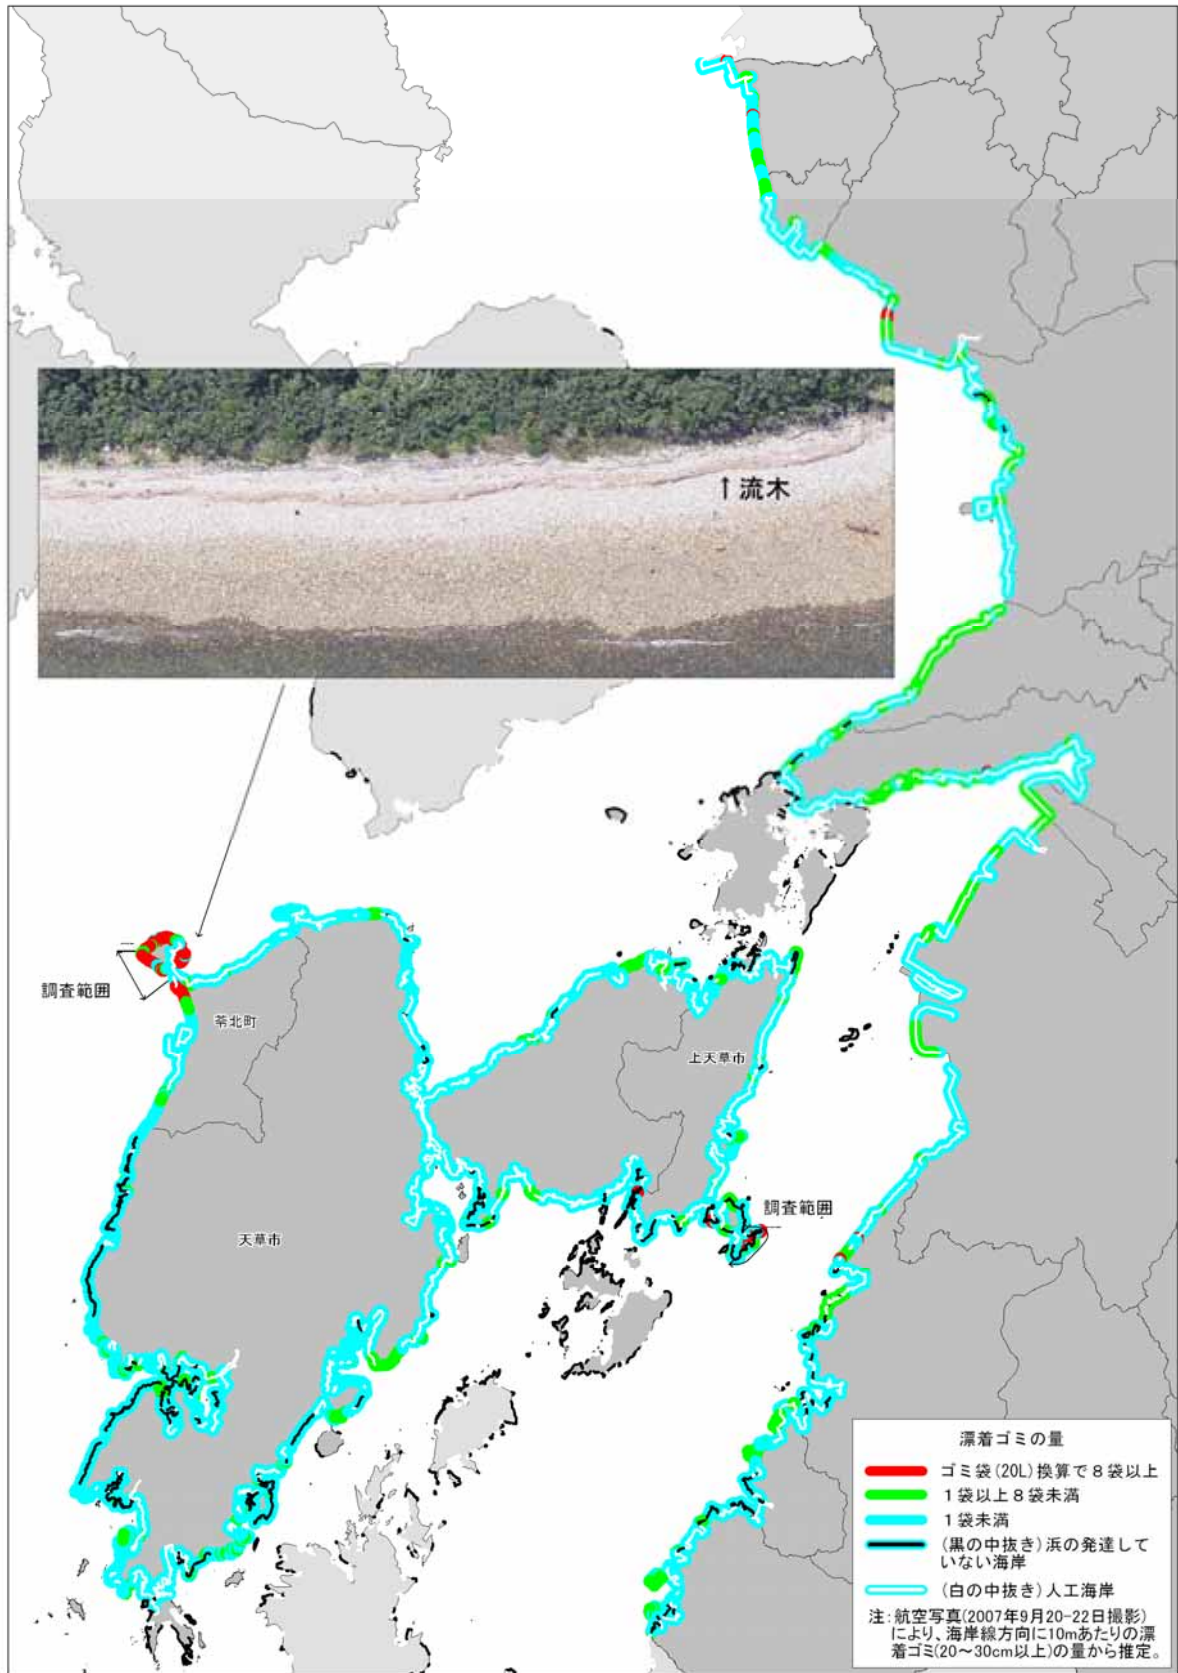 ↑流木
調査範囲
苓北町
上天草市
調査範囲
天草市
漂着ゴミの量
ゴミ袋(20L)換算で８袋以上
１袋以上８袋未満
１袋未満
(黒の中抜き)浜の発達して
いない海岸
(白の中抜き)人工海岸
注:航空写真(2007年9月20-22日撮影)
により、海岸線方向に10mあたりの漂
着ゴミ(20～30cm以上)の量から推定。